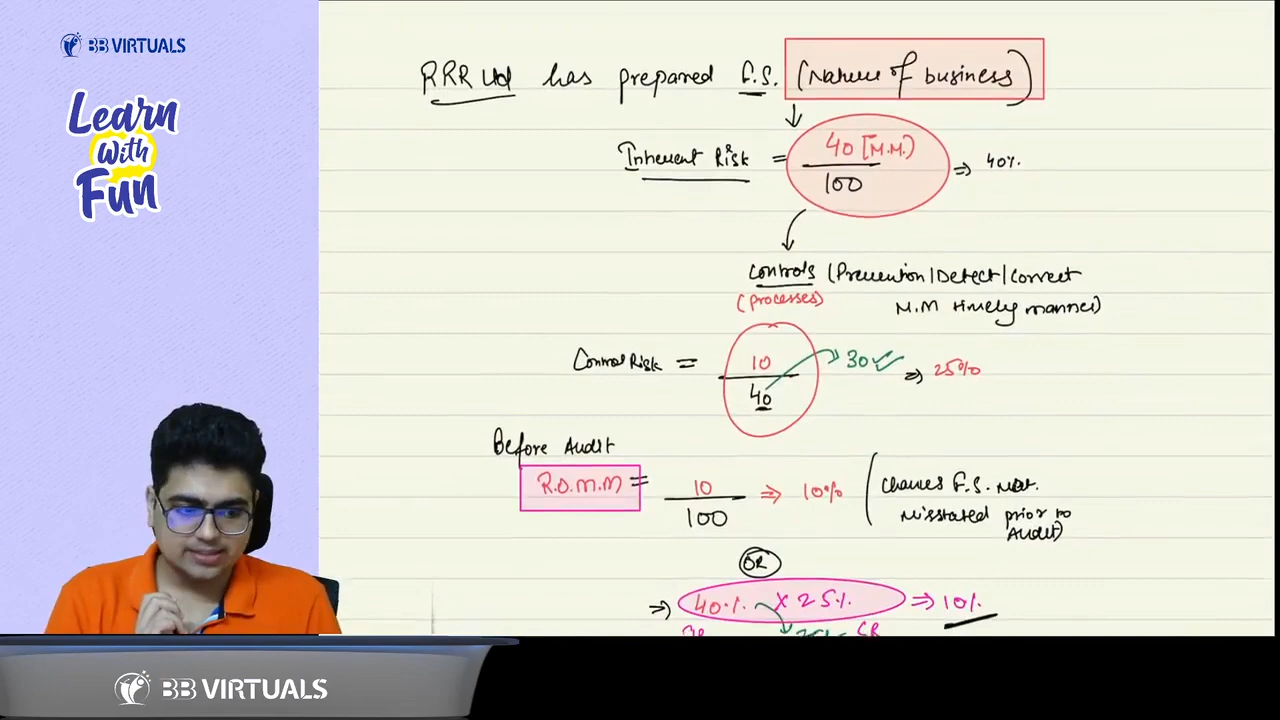 BB VIRTUALS
Learn
With
Fun
RRR Ltd has prepared F.S. (Nature of business)
Inherent Risk = 40 [M.M.]
100
⇒ 40%
Controls (Prevention/Detect/Correct
(processes) M.M timely manner)
Control Risk = 10
40
30 ⇒ 25%
Before Audit
R.O.M.M = 10
100
⇒ 10% (Chances F.S. Mat.
Misstated prior to
Audit)
OR
⇒ 40% × 25% ⇒ 10%
CR
BB VIRTUALS